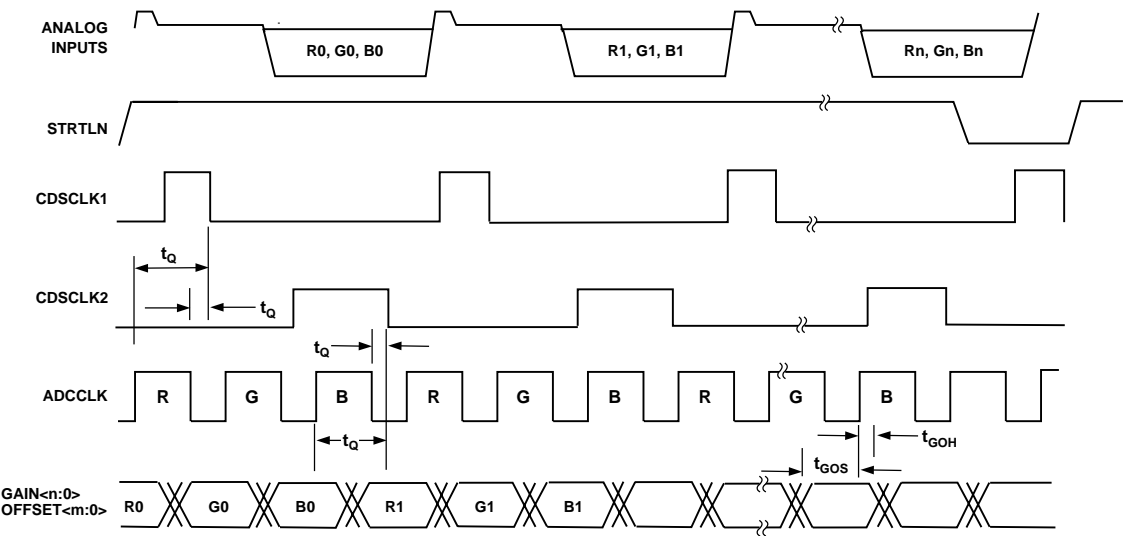 ANALOG
INPUTS
R0, G0, B0
R1, G1, B1
Rn, Gn, Bn
STRTLN
CDSCLK1
tQ
CDSCLK2
tQ
tQ
ADCCLK
R G B R G B R G B
tQ
tGOH
tGOS
GAIN<n:0>
OFFSET<m:0>
R0 G0 B0 R1 G1 B1